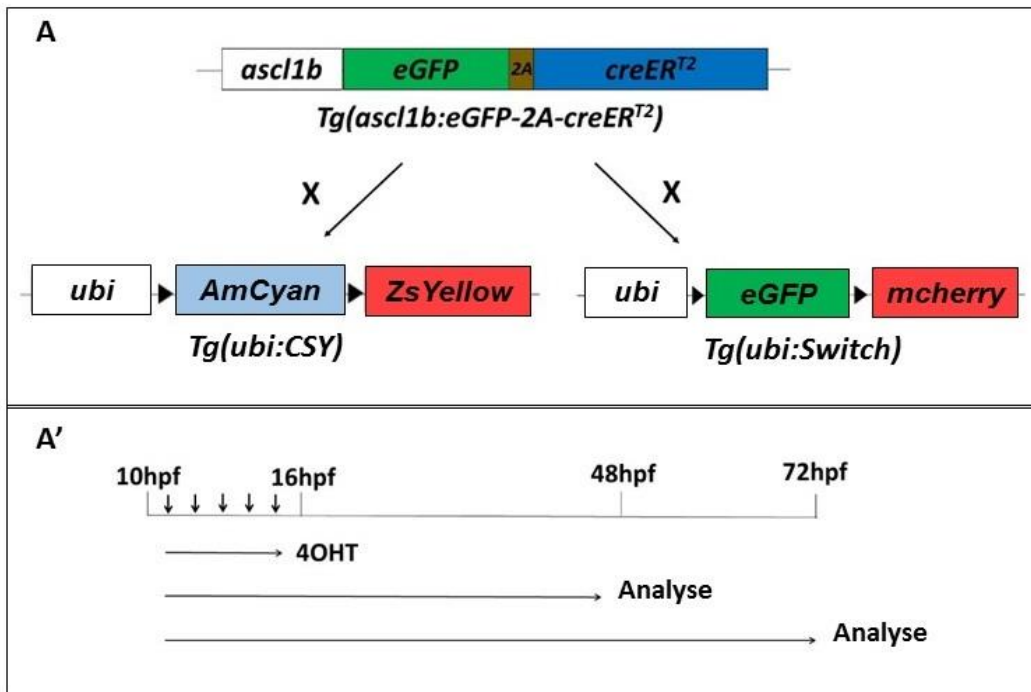 A
ascl1b eGFP 2A creER^T2
Tg(ascl1b:eGFP-2A-creER^T2)
X X
ubi AmCyan ZsYellow ubi eGFP mcherry
Tg(ubi:CSY) Tg(ubi:Switch)
A'
10hpf 16hpf 48hpf 72hpf
4OHT
Analyse
Analyse